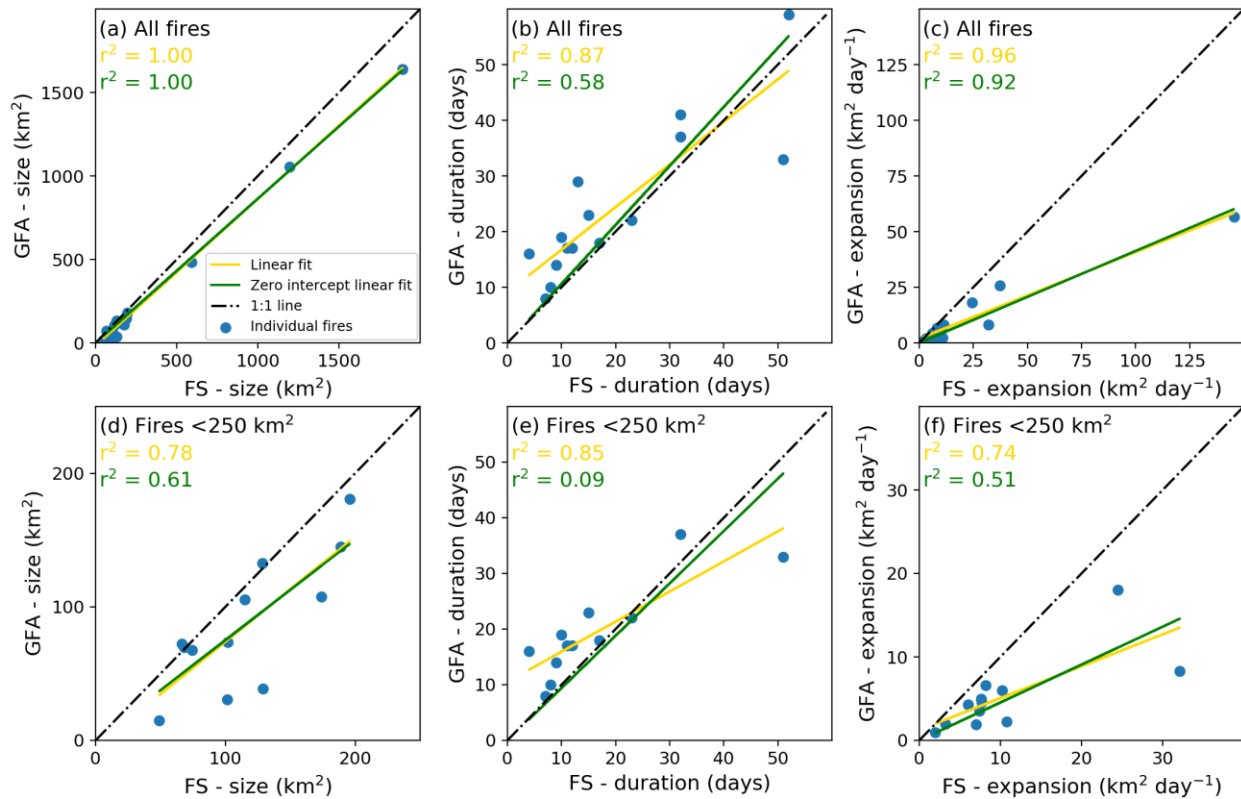 (a) All fires
r² = 1.00
r² = 1.00
GFA - size (km²)
1500
1000
500
0
0 500 1000 1500
FS - size (km²)
Linear fit
Zero intercept linear fit
1:1 line
Individual fires
(b) All fires
r² = 0.87
r² = 0.58
GFA - duration (days)
50
40
30
20
10
0
0 10 20 30 40 50
FS - duration (days)
(c) All fires
r² = 0.96
r² = 0.92
GFA - expansion (km² day⁻¹)
125
100
75
50
25
0
0 25 50 75 100 125
FS - expansion (km² day⁻¹)
(d) Fires <250 km²
r² = 0.78
r² = 0.61
GFA - size (km²)
200
100
0
0 100 200
FS - size (km²)
(e) Fires <250 km²
r² = 0.85
r² = 0.09
GFA - duration (days)
50
40
30
20
10
0
0 10 20 30 40 50
FS - duration (days)
(f) Fires <250 km²
r² = 0.74
r² = 0.51
GFA - expansion (km² day⁻¹)
30
20
10
0
0 10 20 30
FS - expansion (km² day⁻¹)